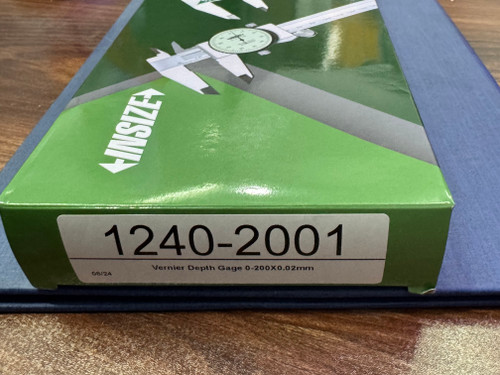 INSIZE
1240-2001
Vernier Depth Gage 0-200X0.02mm